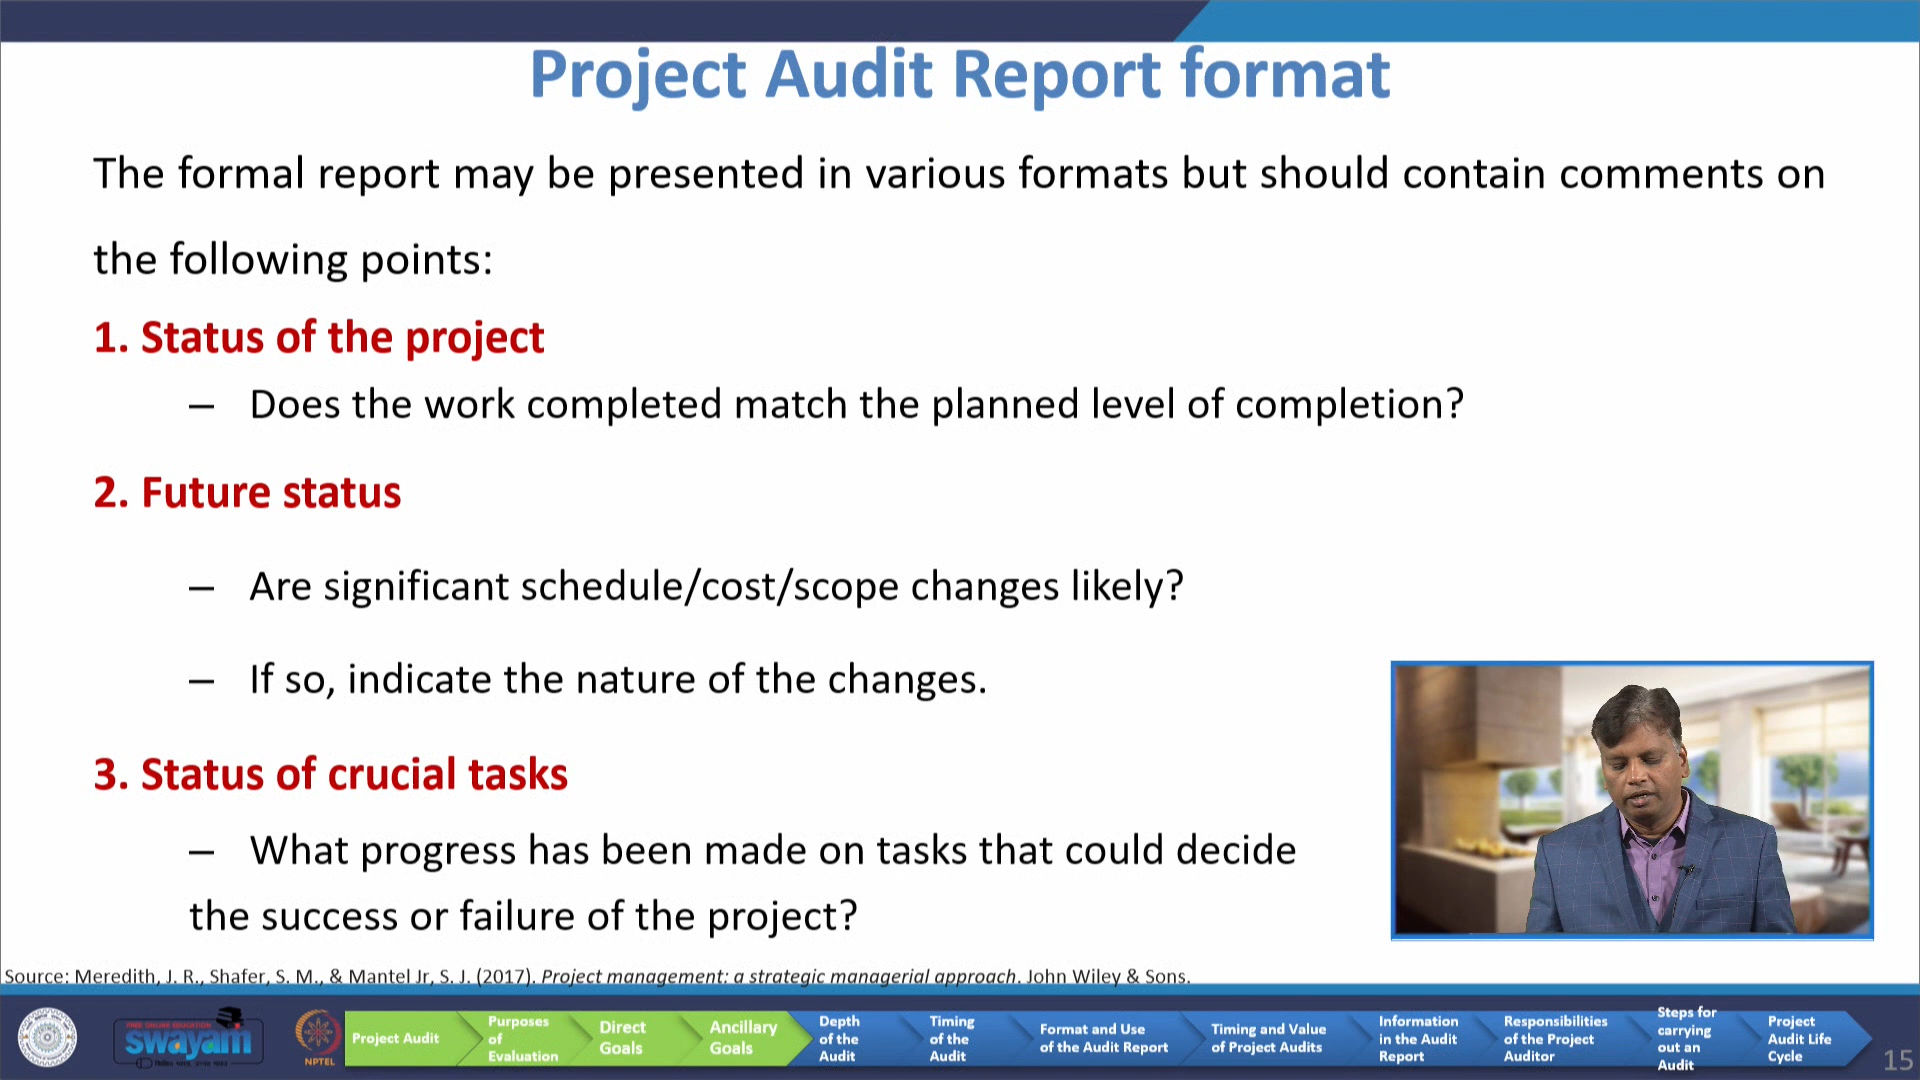 Project Audit Report format
The formal report may be presented in various formats but should contain comments on
the following points:
1. Status of the project
– Does the work completed match the planned level of completion?
2. Future status
– Are significant schedule/cost/scope changes likely?
– If so, indicate the nature of the changes.
3. Status of crucial tasks
– What progress has been made on tasks that could decide
the success or failure of the project?
Source: Meredith, J. R., Shafer, S. M., & Mantel Jr, S. J. (2017). Project management: a strategic managerial approach. John Wiley & Sons.
swayam
NPTEL
Project Audit
Purposes
of
Evaluation
Direct
Goals
Ancillary
Goals
Depth
of the
Audit
Timing
of the
Audit
Format and Use
of the Audit Report
Timing and Value
of Project Audits
Information
in the Audit
Report
Responsibilities
of the Project
Auditor
Steps for
carrying
out an
Audit
Project
Audit Life
Cycle
15